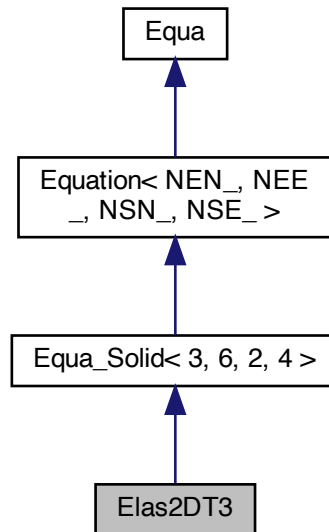 Equa
Equation< NEN_, NEE
_, NSN_, NSE_ >
Equa_Solid< 3, 6, 2, 4 >
Elas2DT3